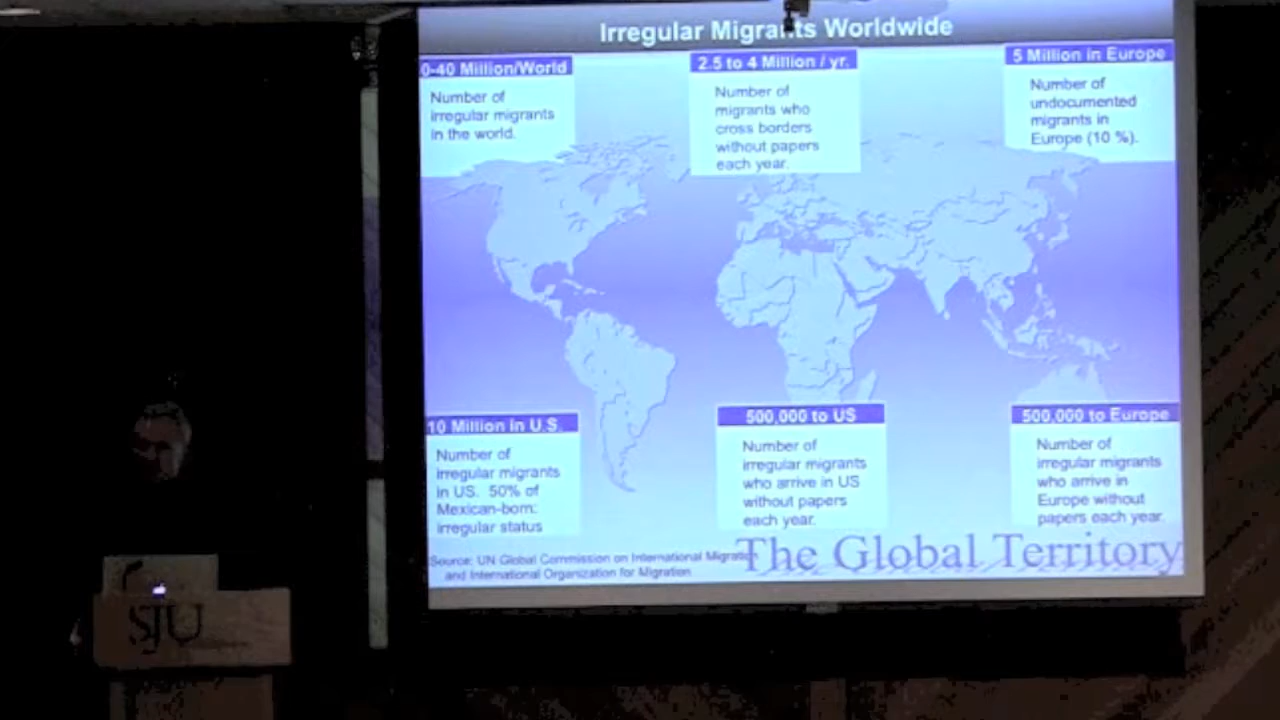 Irregular Migrants Worldwide
0-40 Million/World
Number of
irregular migrants
in the world.
2.5 to 4 Million / yr.
Number of
migrants who
cross borders
without papers
each year.
5 Million in Europe
Number of
undocumented
migrants in
Europe (10 %).
10 Million in U.S.
Number of
irregular migrants
in US. 50% of
Mexican-born:
irregular status
500,000 to US
Number of
irregular migrants
who arrive in US
without papers
each year.
500,000 to Europe
Number of
irregular migrants
who arrive in
Europe without
papers each year.
Source: UN Global Commission on International Migration
and International Organization for Migration
The Global Territory
SJU